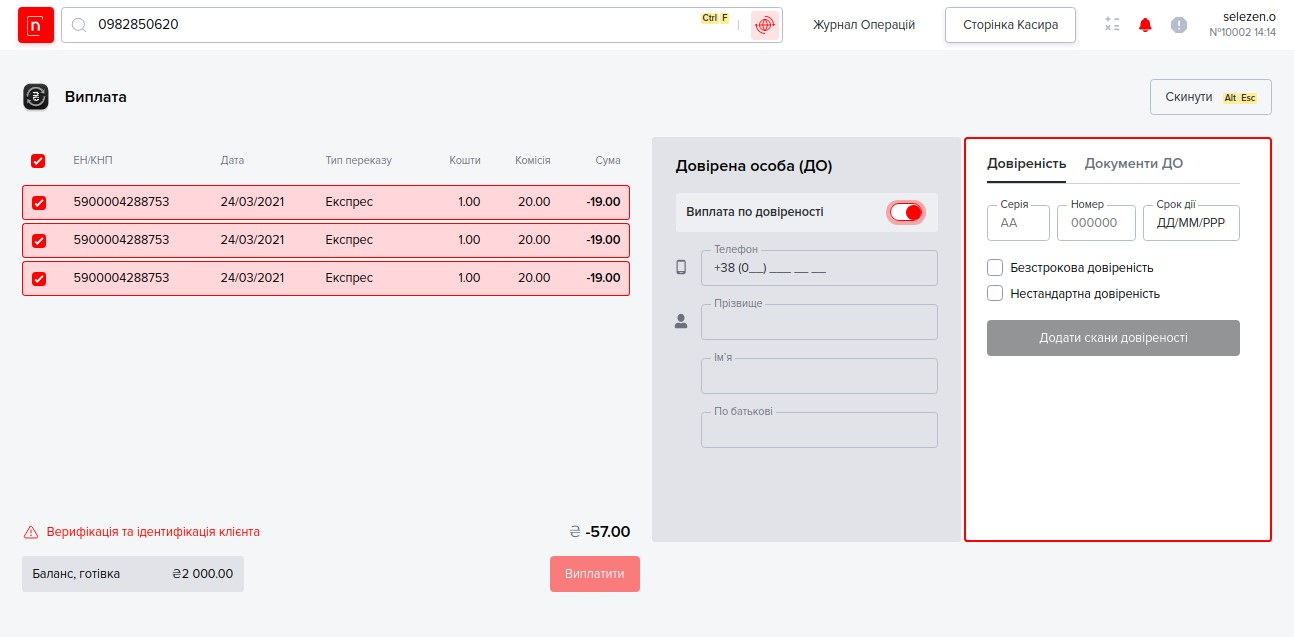 n 0982850620 Ctrl F Журнал Операцій Сторінка Касира selezen.o
№10002 14:14
Виплата Скинути Alt Esc
ЕН/КНП Дата Тип переказу Кошти Комісія Сума
5900004288753 24/03/2021 Експрес 1.00 20.00 -19.00
5900004288753 24/03/2021 Експрес 1.00 20.00 -19.00
5900004288753 24/03/2021 Експрес 1.00 20.00 -19.00
Верифікація та ідентифікація клієнта ₴ -57.00
Баланс, готівка ₴2 000.00 Виплатити
Довірена особа (ДО)
Виплата по довіреності
Телефон
+38 (0__) ___ __ __
Прізвище
Ім'я
По батькові
Довіреність Документи ДО
Серія Номер Срок дії
АА 000000 ДД/ММ/РРР
Безстрокова довіреність
Нестандартна довіреність
Додати скани довіреності